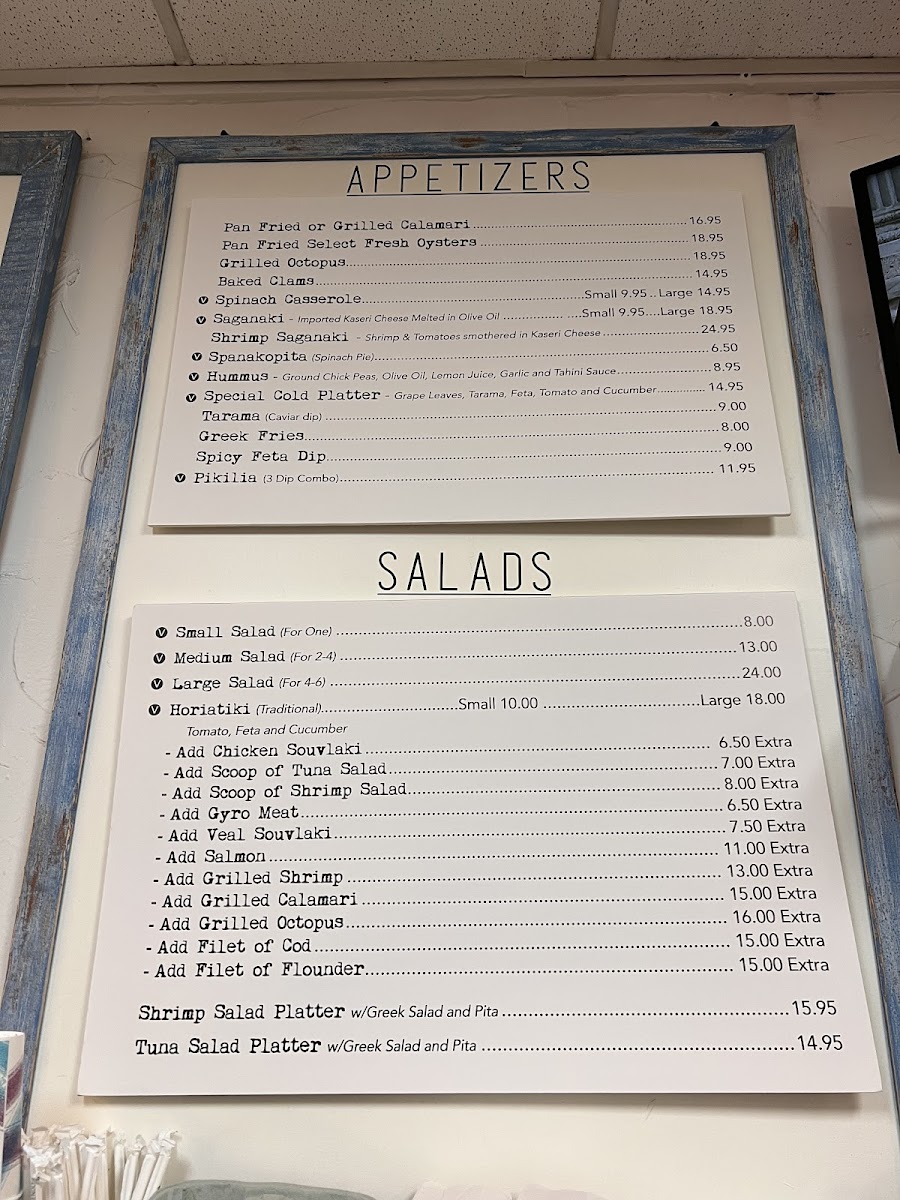 APPETIZERS
Pan Fried or Grilled Calamari ........ 16.95
Pan Fried Select Fresh Oysters ........ 18.95
Grilled Octopus ........ 18.95
Baked Clams ........ 14.95
V Spinach Casserole ........ Small 9.95 .. Large 14.95
V Saganaki - Imported Kaseri Cheese Melted in Olive Oil ........ Small 9.95 .... Large 18.95
Shrimp Saganaki - Shrimp & Tomatoes smothered in Kaseri Cheese ........ 24.95
V Spanakopita (Spinach Pie) ........ 6.50
V Hummus - Ground Chick Peas, Olive Oil, Lemon Juice, Garlic and Tahini Sauce ........ 8.95
V Special Cold Platter - Grape Leaves, Tarama, Feta, Tomato and Cucumber ........ 14.95
Tarama (Caviar dip) ........ 9.00
Greek Fries ........ 8.00
Spicy Feta Dip ........ 9.00
V Pikilia (3 Dip Combo) ........ 11.95
SALADS
V Small Salad (For One) ........ 8.00
V Medium Salad (For 2-4) ........ 13.00
V Large Salad (For 4-6) ........ 24.00
V Horiatiki (Traditional) ........ Small 10.00 ........ Large 18.00
Tomato, Feta and Cucumber
- Add Chicken Souvlaki ........ 6.50 Extra
- Add Scoop of Tuna Salad ........ 7.00 Extra
- Add Scoop of Shrimp Salad ........ 8.00 Extra
- Add Gyro Meat ........ 6.50 Extra
- Add Veal Souvlaki ........ 7.50 Extra
- Add Salmon ........ 11.00 Extra
- Add Grilled Shrimp ........ 13.00 Extra
- Add Grilled Calamari ........ 15.00 Extra
- Add Grilled Octopus ........ 16.00 Extra
- Add Filet of Cod ........ 15.00 Extra
- Add Filet of Flounder ........ 15.00 Extra
Shrimp Salad Platter w/Greek Salad and Pita ........ 15.95
Tuna Salad Platter w/Greek Salad and Pita ........ 14.95